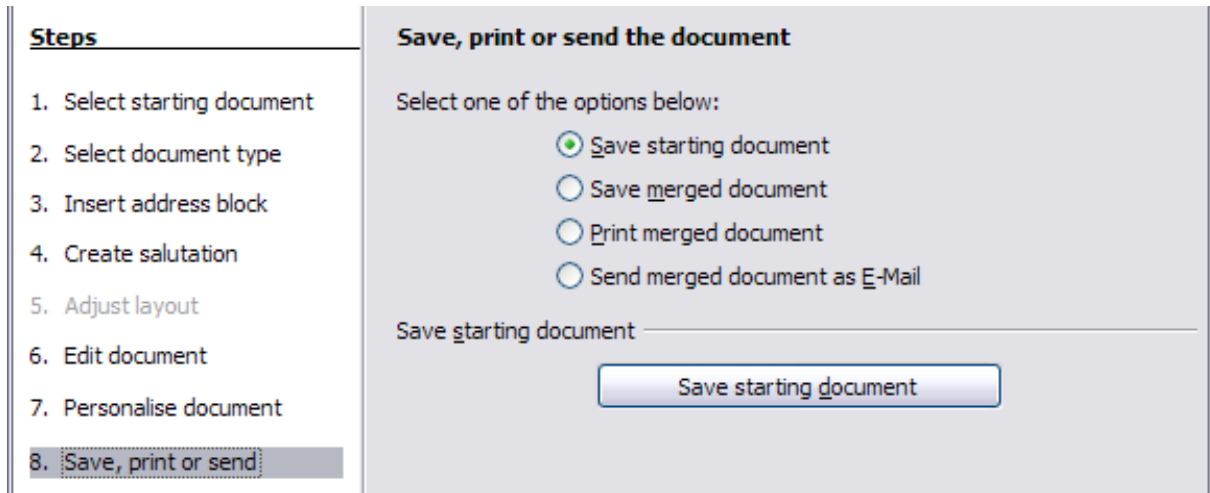 Steps
1. Select starting document
2. Select document type
3. Insert address block
4. Create salutation
5. Adjust layout
6. Edit document
7. Personalise document
8. Save, print or send
Save, print or send the document
Select one of the options below:
Save starting document
Save merged document
Print merged document
Send merged document as E-Mail
Save starting document
Save starting document